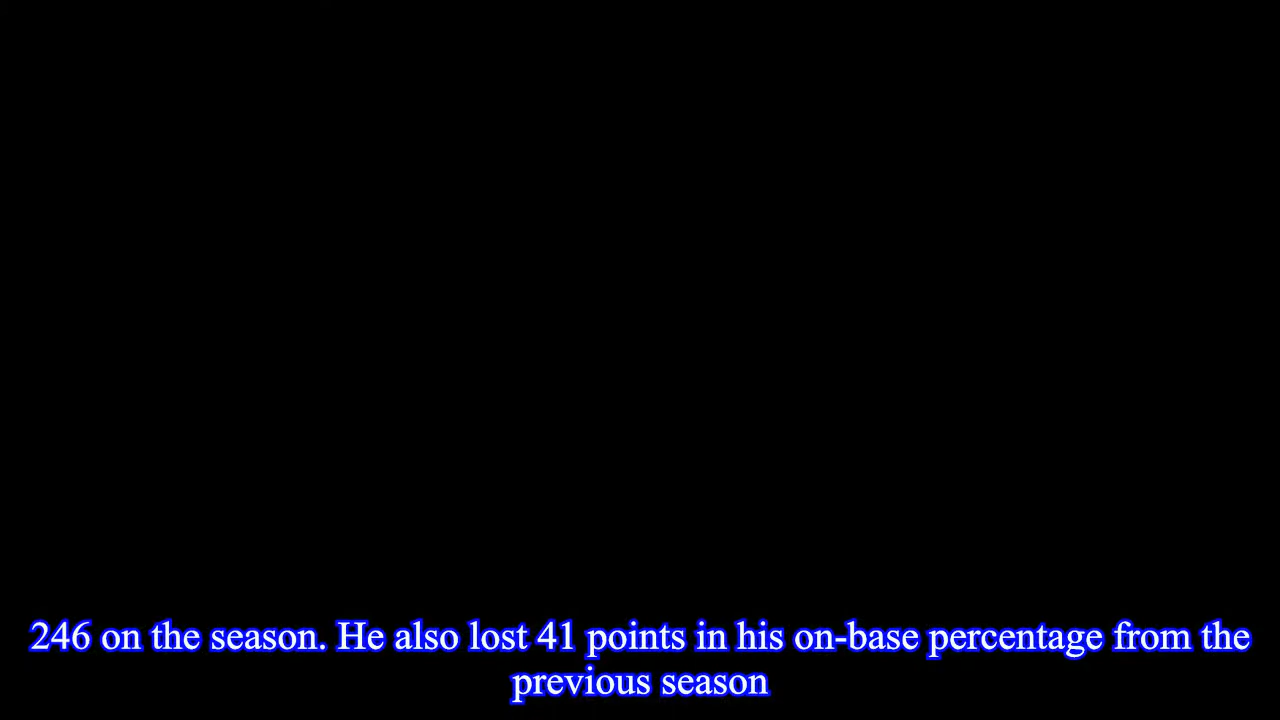 246 on the season. He also lost 41 points in his on-base percentage from the
previous season